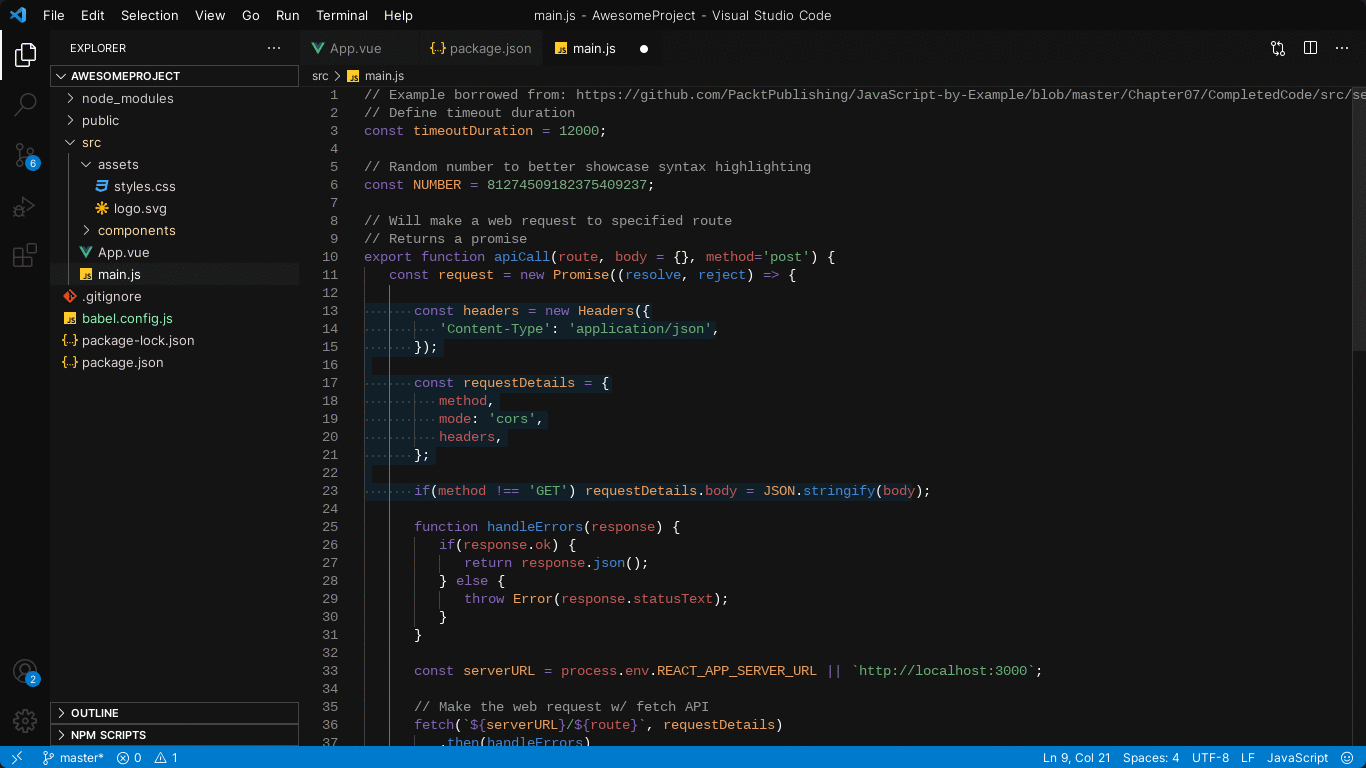 File Edit Selection View Go Run Terminal Help
main.js - AwesomeProject - Visual Studio Code
EXPLORER
App.vue
{..} package.json
JS main.js
AWESOMEPROJECT
node_modules
public
src
assets
styles.css
logo.svg
components
App.vue
JS main.js
.gitignore
JS babel.config.js
{..} package-lock.json
{..} package.json
6
2
OUTLINE
NPM SCRIPTS
src > JS main.js
1 // Example borrowed from: https://github.com/PacktPublishing/JavaScript-by-Example/blob/master/Chapter07/CompletedCode/src/se
2 // Define timeout duration
3 const timeoutDuration = 12000;
4
5 // Random number to better showcase syntax highlighting
6 const NUMBER = 81274509182375409237;
7
8 // Will make a web request to specified route
9 // Returns a promise
10 export function apiCall(route, body = {}, method='post') {
11 const request = new Promise((resolve, reject) => {
12
13 const headers = new Headers({
14 'Content-Type': 'application/json',
15 });
16
17 const requestDetails = {
18 method,
19 mode: 'cors',
20 headers,
21 };
22
23 if(method !== 'GET') requestDetails.body = JSON.stringify(body);
24
25 function handleErrors(response) {
26 if(response.ok) {
27 return response.json();
28 } else {
29 throw Error(response.statusText);
30 }
31 }
32
33 const serverURL = process.env.REACT_APP_SERVER_URL || `http://localhost:3000`;
34
35 // Make the web request w/ fetch API
36 fetch(`${serverURL}/${route}`, requestDetails)
37 .then(handleErrors)
master* 0 1
Ln 9, Col 21 Spaces: 4 UTF-8 LF JavaScript